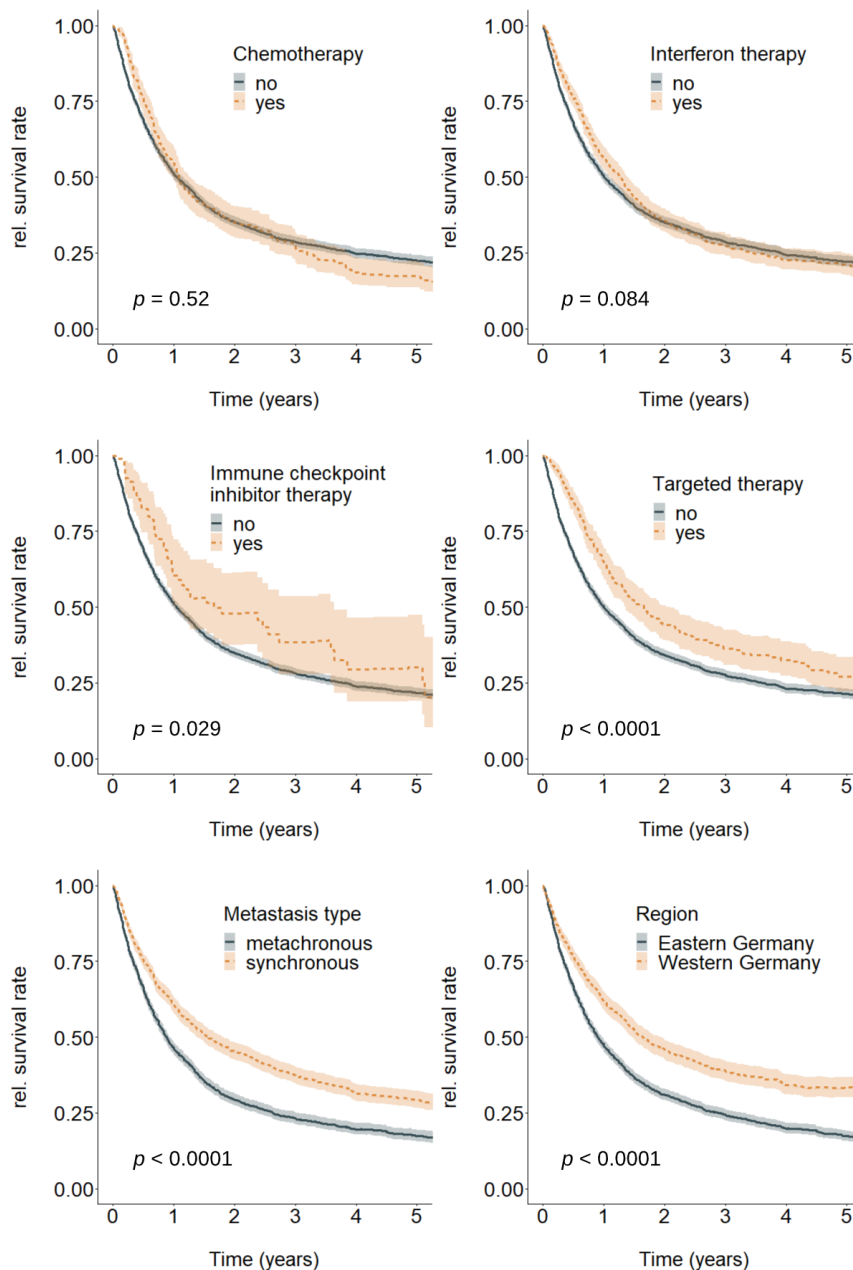 rel. survival rate
1.00
0.75
0.50
0.25
0.00
Chemotherapy
no
yes
p = 0.52
0 1 2 3 4 5
Time (years)
rel. survival rate
1.00
0.75
0.50
0.25
0.00
Interferon therapy
no
yes
p = 0.084
0 1 2 3 4 5
Time (years)
rel. survival rate
1.00
0.75
0.50
0.25
0.00
Immune checkpoint
inhibitor therapy
no
yes
p = 0.029
0 1 2 3 4 5
Time (years)
rel. survival rate
1.00
0.75
0.50
0.25
0.00
Targeted therapy
no
yes
p < 0.0001
0 1 2 3 4 5
Time (years)
rel. survival rate
1.00
0.75
0.50
0.25
0.00
Metastasis type
metachronous
synchronous
p < 0.0001
0 1 2 3 4 5
Time (years)
rel. survival rate
1.00
0.75
0.50
0.25
0.00
Region
Eastern Germany
Western Germany
p < 0.0001
0 1 2 3 4 5
Time (years)